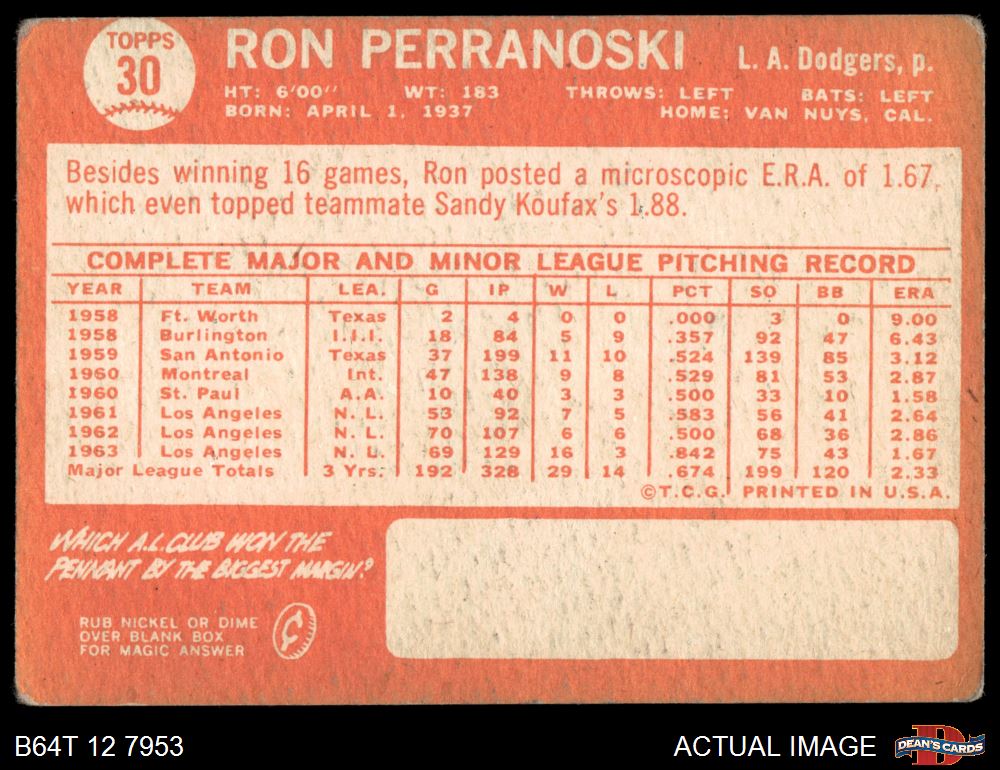 TOPPS
30
RON PERRANOSKI
L. A. Dodgers, p.
HT: 6'00" WT: 183 THROWS: LEFT BATS: LEFT
BORN: APRIL 1, 1937 HOME: VAN NUYS, CAL.
Besides winning 16 games, Ron posted a microscopic E.R.A. of 1.67,
which even topped teammate Sandy Koufax's 1.88.
COMPLETE MAJOR AND MINOR LEAGUE PITCHING RECORD
YEAR TEAM LEA. G IP W L PCT SO BB ERA
1958 Ft. Worth Texas 2 4 0 0 .000 3 0 9.00
1958 Burlington I.I.I. 18 84 5 9 .357 92 47 6.43
1959 San Antonio Texas 37 199 11 10 .524 139 85 3.12
1960 Montreal Int. 47 138 9 8 .529 81 53 2.87
1960 St. Paul A.A. 10 40 3 3 .500 33 10 1.58
1961 Los Angeles N. L. 53 92 7 5 .583 56 41 2.64
1962 Los Angeles N. L. 70 107 6 6 .500 68 36 2.86
1963 Los Angeles N. L. 69 129 16 3 .842 75 43 1.67
Major League Totals 3 Yrs. 192 328 29 14 .674 199 120 2.33
©T.C.G. PRINTED IN U.S.A.
WHICH A.L. CLUB WON THE
PENNANT BY THE BIGGEST MARGIN?
RUB NICKEL OR DIME
OVER BLANK BOX
FOR MAGIC ANSWER
¢
B64T 12 7953
ACTUAL IMAGE
D
DEAN'S CARDS